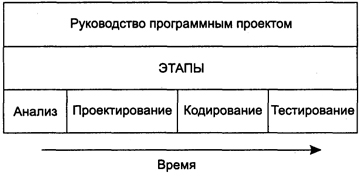 Руководство программным проектом
ЭТАПЫ
Анализ Проектирование Кодирование Тестирование
Время